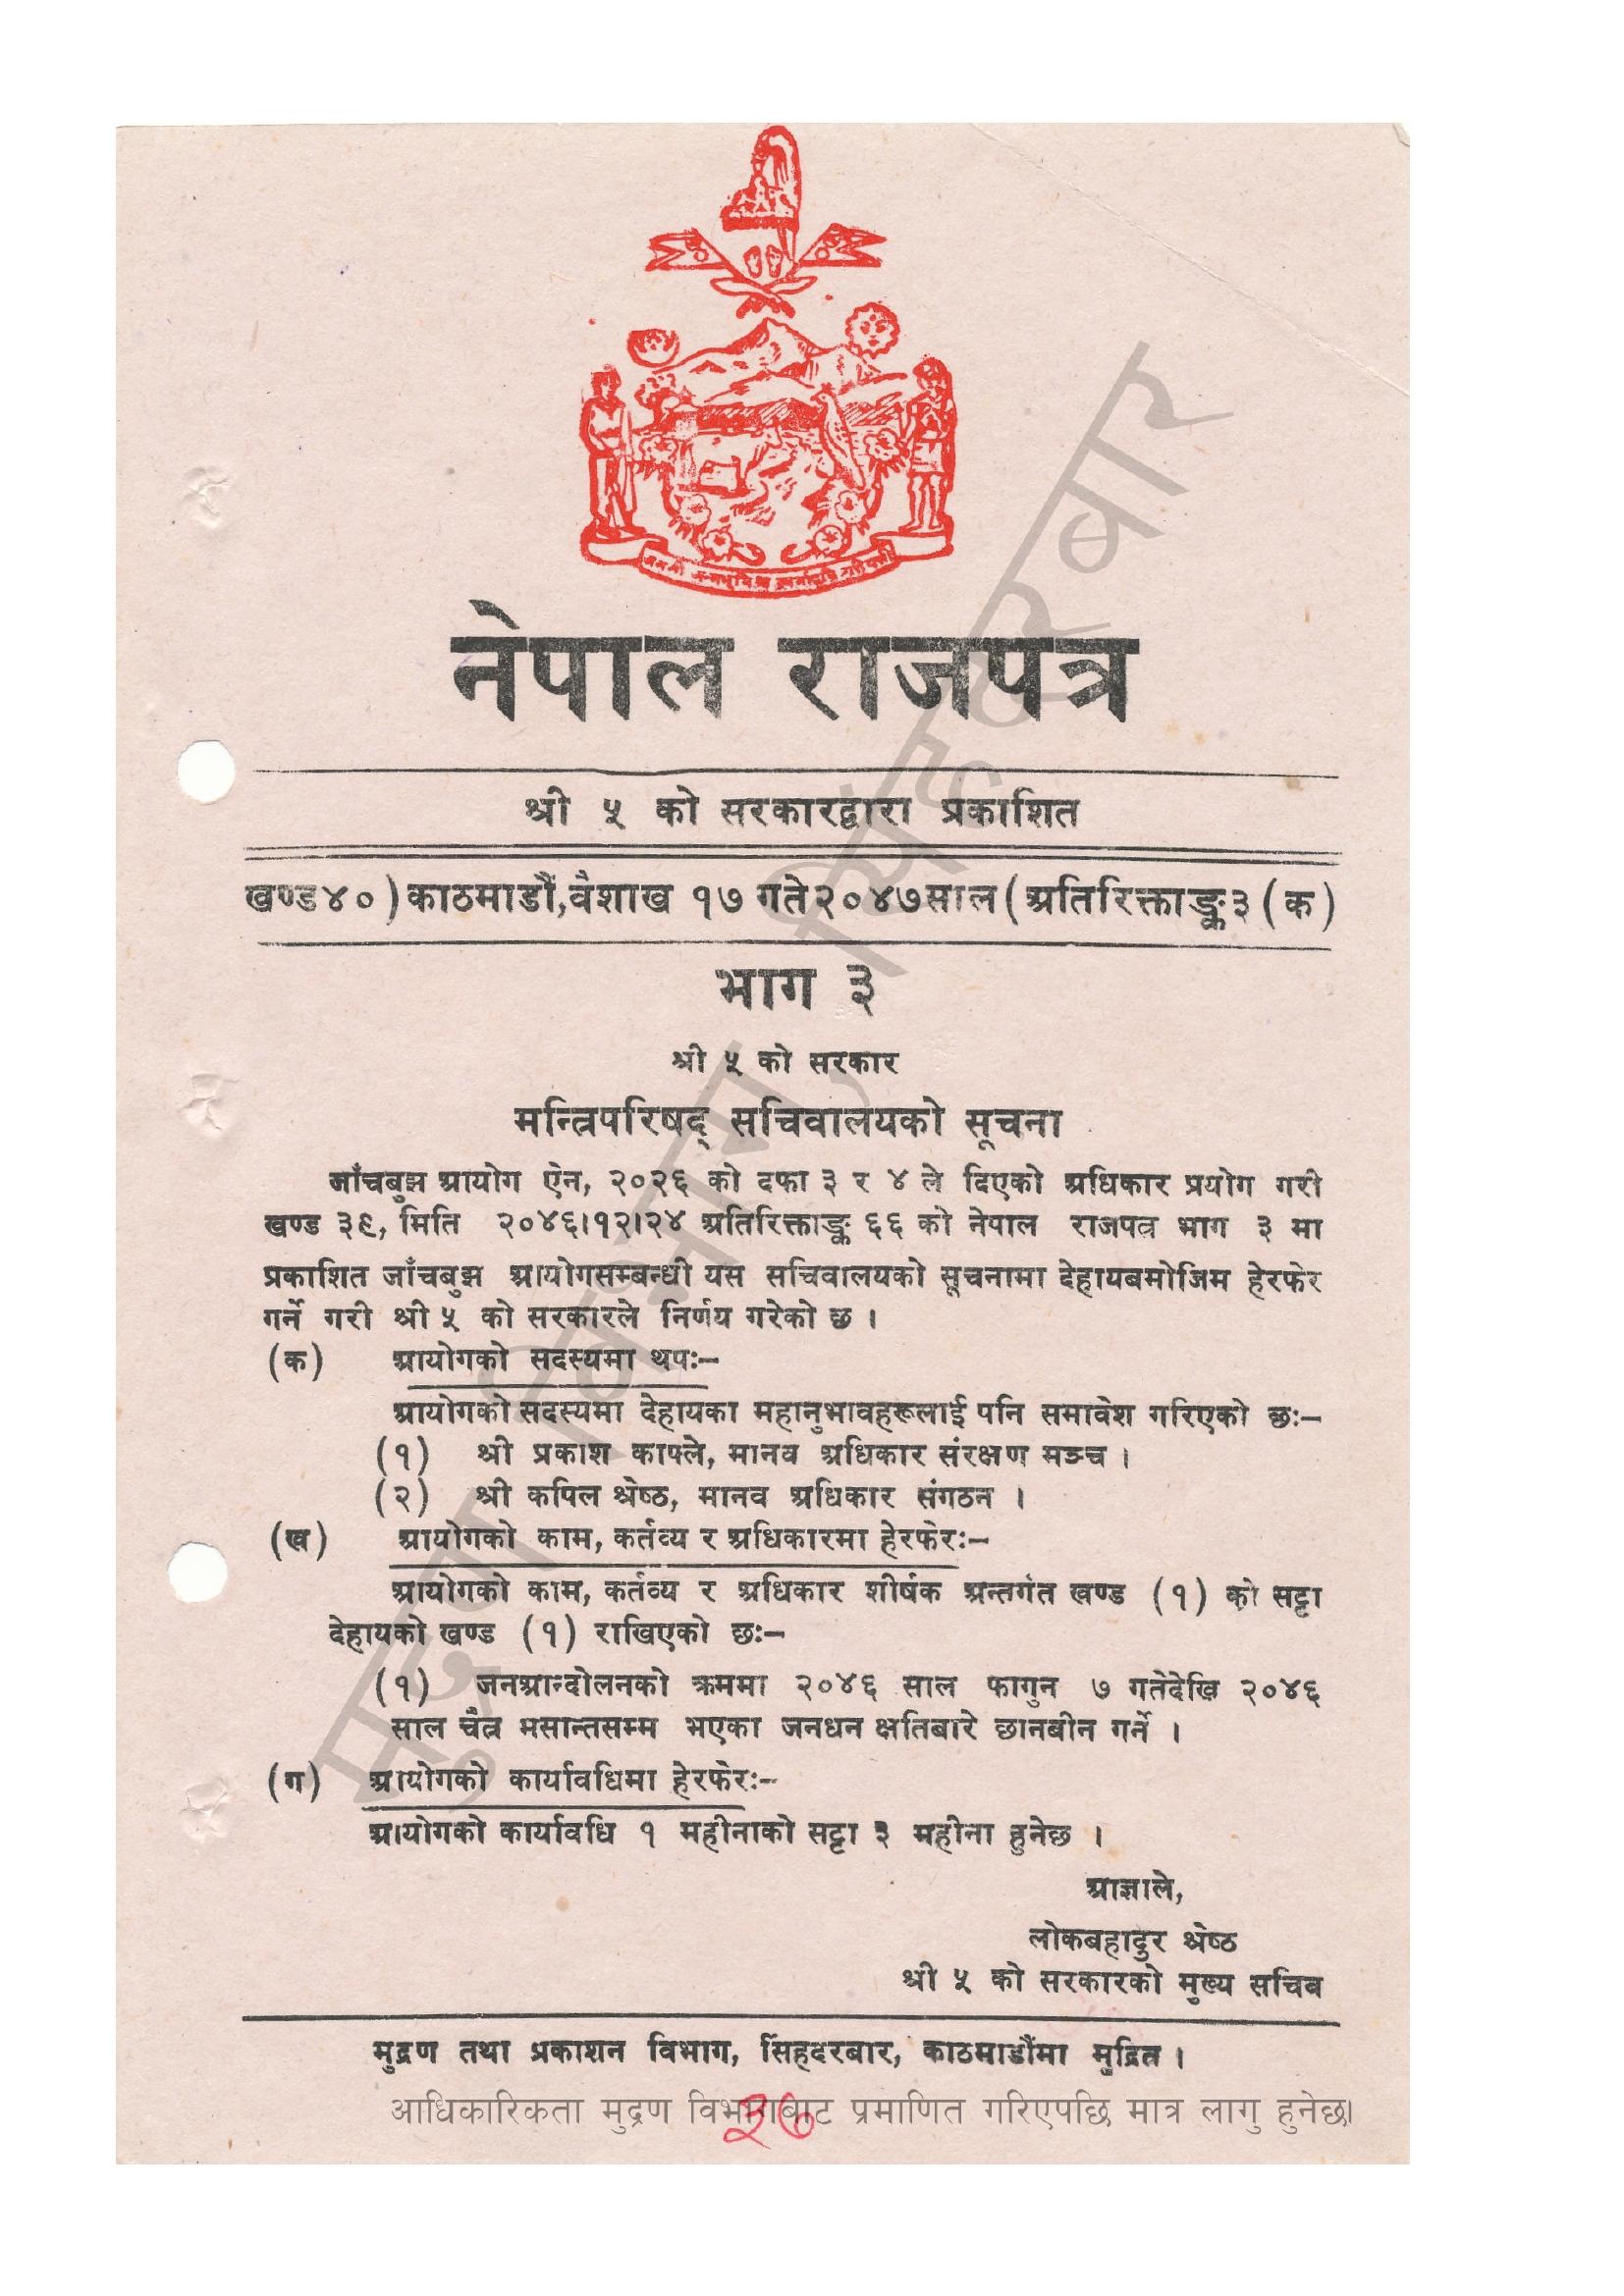 नेपाल राजपत्र
श्री ५ को सरकारद्वारा प्रकाशित
खण्ड ४०) काठमाडौं, वैशाख १७ गते २०४७ साल (अतिरिक्ताङ्क ३ (क)
भाग ३
श्री ५ को सरकार
मन्त्रिपरिषद् सचिवालयको सूचना
जाँचबुझ आयोग ऐन, २०२६ को दफा ३ र ४ ले दिएको अधिकार प्रयोग गरी
खण्ड ३९, मिति २०४६।१२।२४ अतिरिक्ताङ्क ६६ को नेपाल राजपत्र भाग ३ मा
प्रकाशित जाँचबुझ आयोगसम्बन्धी यस सचिवालयको सूचनामा देहायबमोजिम हेरफेर
गर्ने गरी श्री ५ को सरकारले निर्णय गरेको छ ।
(क) आयोगको सदस्यमा थपः-
आयोगको सदस्यमा देहायका महानुभावहरूलाई पनि समावेश गरिएको छः-
(१) श्री प्रकाश काफ्ले, मानव अधिकार संरक्षण मञ्च ।
(२) श्री कपिल श्रेष्ठ, मानव अधिकार संगठन ।
(ख) आयोगको काम, कर्तव्य र अधिकारमा हेरफेरः-
आयोगको काम, कर्तव्य र अधिकार शीर्षक अन्तर्गत खण्ड (१) को सट्टा
देहायको खण्ड (१) राखिएको छः-
(१) जनआन्दोलनको क्रममा २०४६ साल फागुन ७ गतेदेखि २०४६
साल चैत्र मसान्तसम्म भएका जनधन क्षतिबारे छानबीन गर्ने ।
(ग) आयोगको कार्यावधिमा हेरफेरः-
आयोगको कार्यावधि १ महीनाको सट्टा ३ महीना हुनेछ ।
आज्ञाले,
लोकबहादुर श्रेष्ठ
श्री ५ को सरकारको मुख्य सचिव
मुद्रण तथा प्रकाशन विभाग, सिंहदरबार, काठमाडौंमा मुद्रित ।
आधिकारिकता मुद्रण विभागबाट प्रमाणित गरिएपछि मात्र लागु हुनेछ।
३७
मुद्रण विभाग, सिंहदरबार